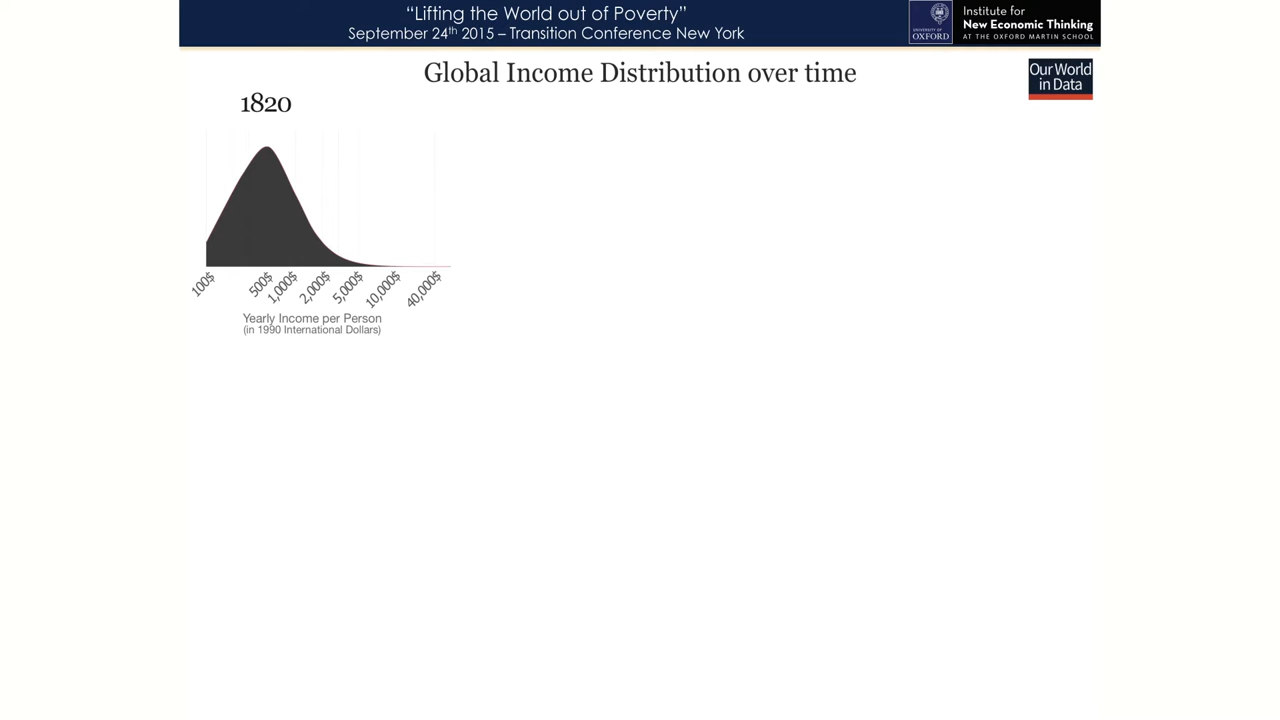 “Lifting the World out of Poverty”
September 24th 2015 – Transition Conference New York
UNIVERSITY OF
OXFORD
Institute for
New Economic Thinking
AT THE OXFORD MARTIN SCHOOL
Global Income Distribution over time
Our World
in Data
1820
100$ 500$ 1,000$ 2,000$ 5,000$ 10,000$ 40,000$
Yearly Income per Person
(in 1990 International Dollars)